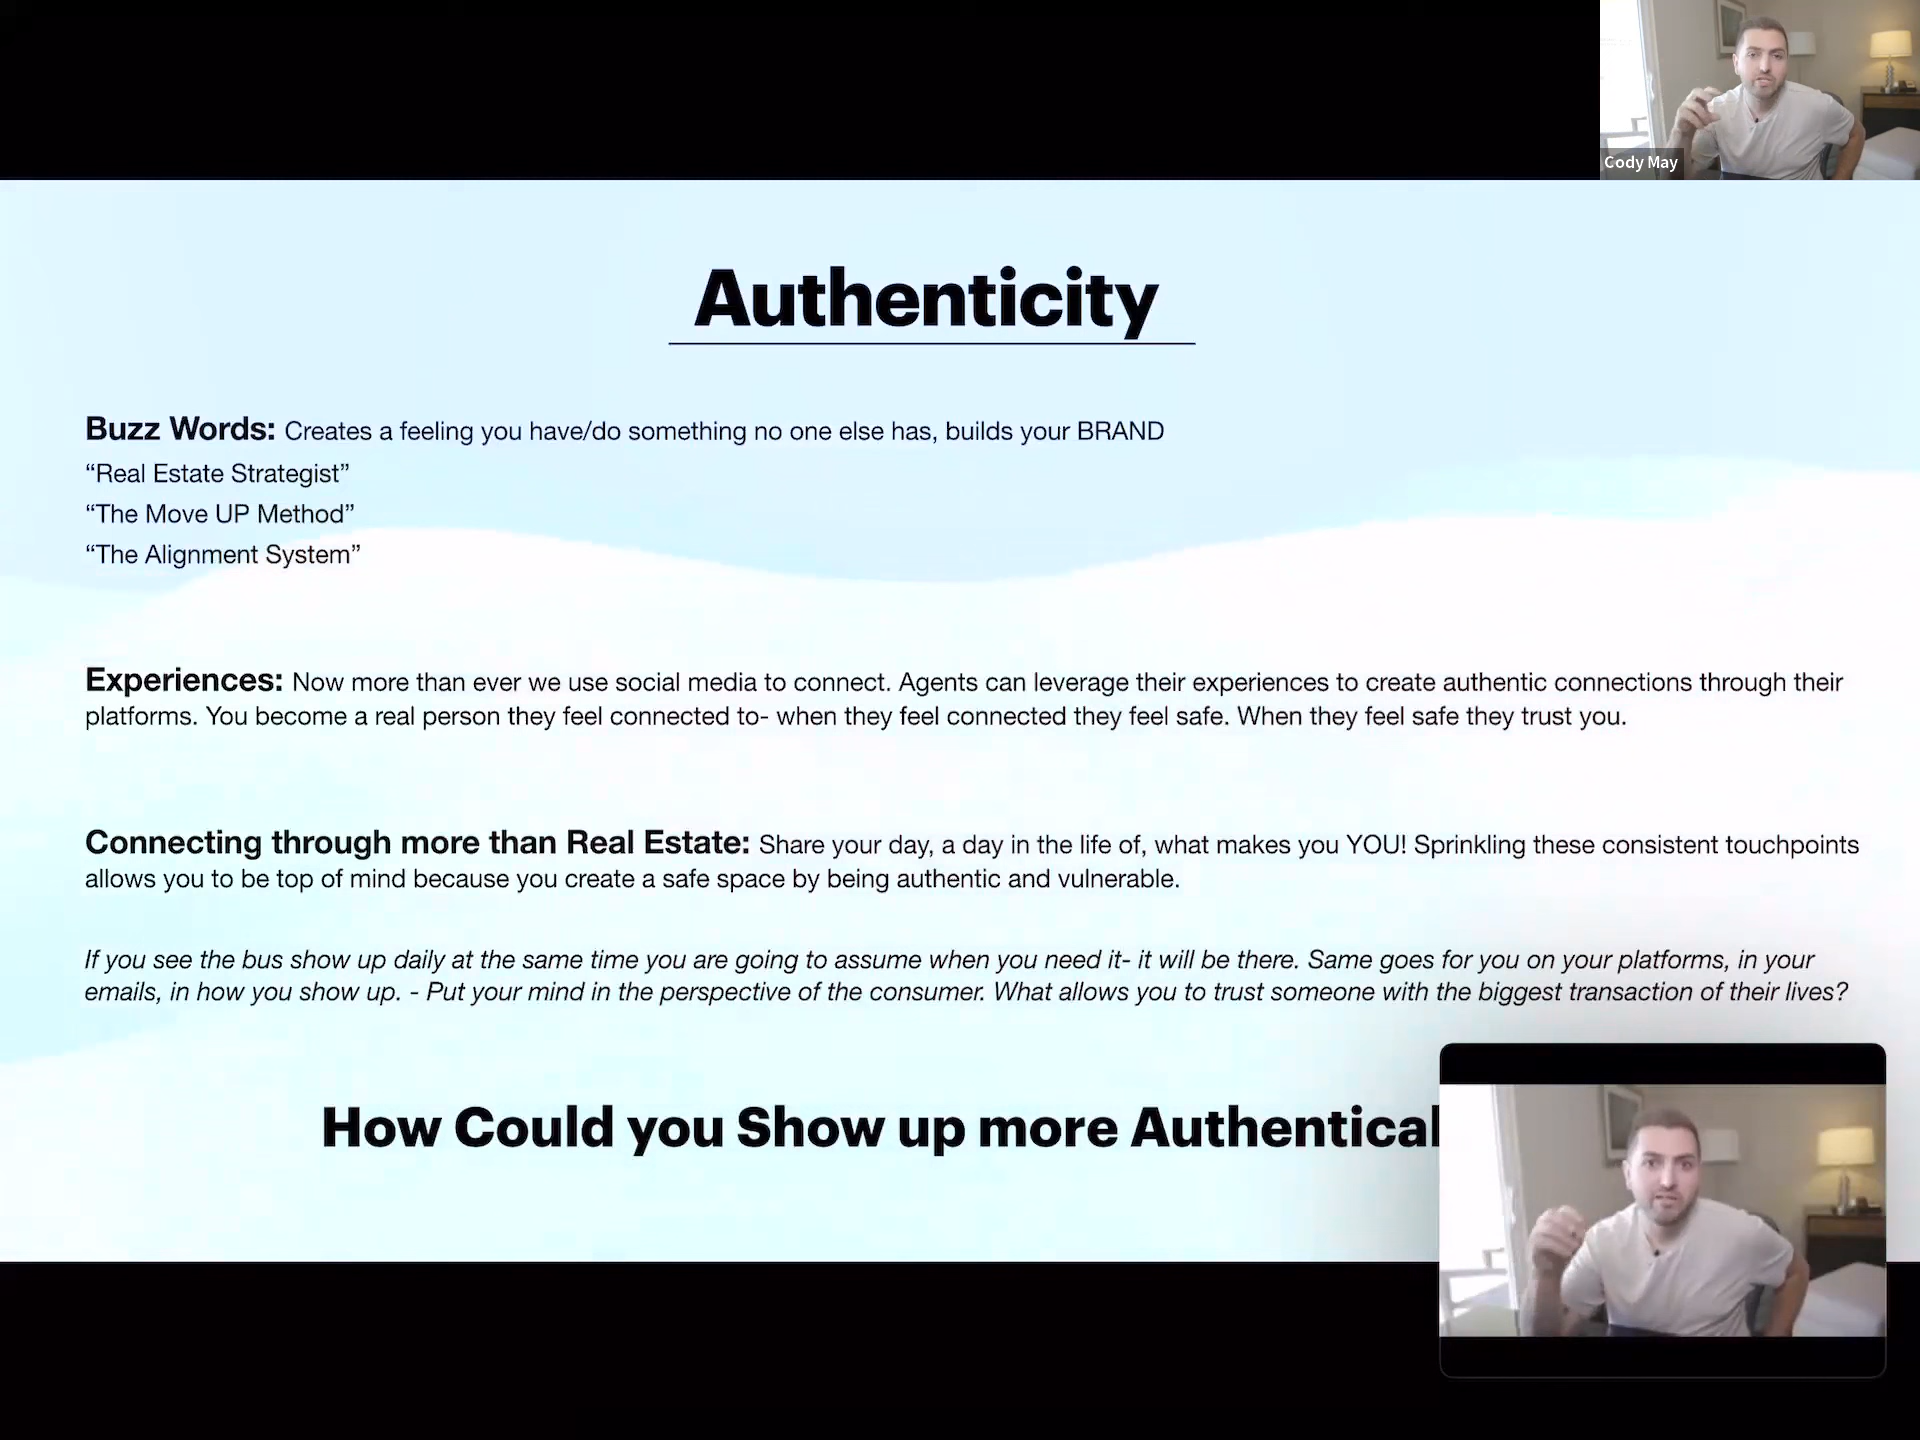 Cody May
Authenticity
Buzz Words: Creates a feeling you have/do something no one else has, builds your BRAND
“Real Estate Strategist”
“The Move UP Method”
“The Alignment System”
Experiences: Now more than ever we use social media to connect. Agents can leverage their experiences to create authentic connections through their
platforms. You become a real person they feel connected to- when they feel connected they feel safe. When they feel safe they trust you.
Connecting through more than Real Estate: Share your day, a day in the life of, what makes you YOU! Sprinkling these consistent touchpoints
allows you to be top of mind because you create a safe space by being authentic and vulnerable.
If you see the bus show up daily at the same time you are going to assume when you need it- it will be there. Same goes for you on your platforms, in your
emails, in how you show up. - Put your mind in the perspective of the consumer. What allows you to trust someone with the biggest transaction of their lives?
How Could you Show up more Authentical